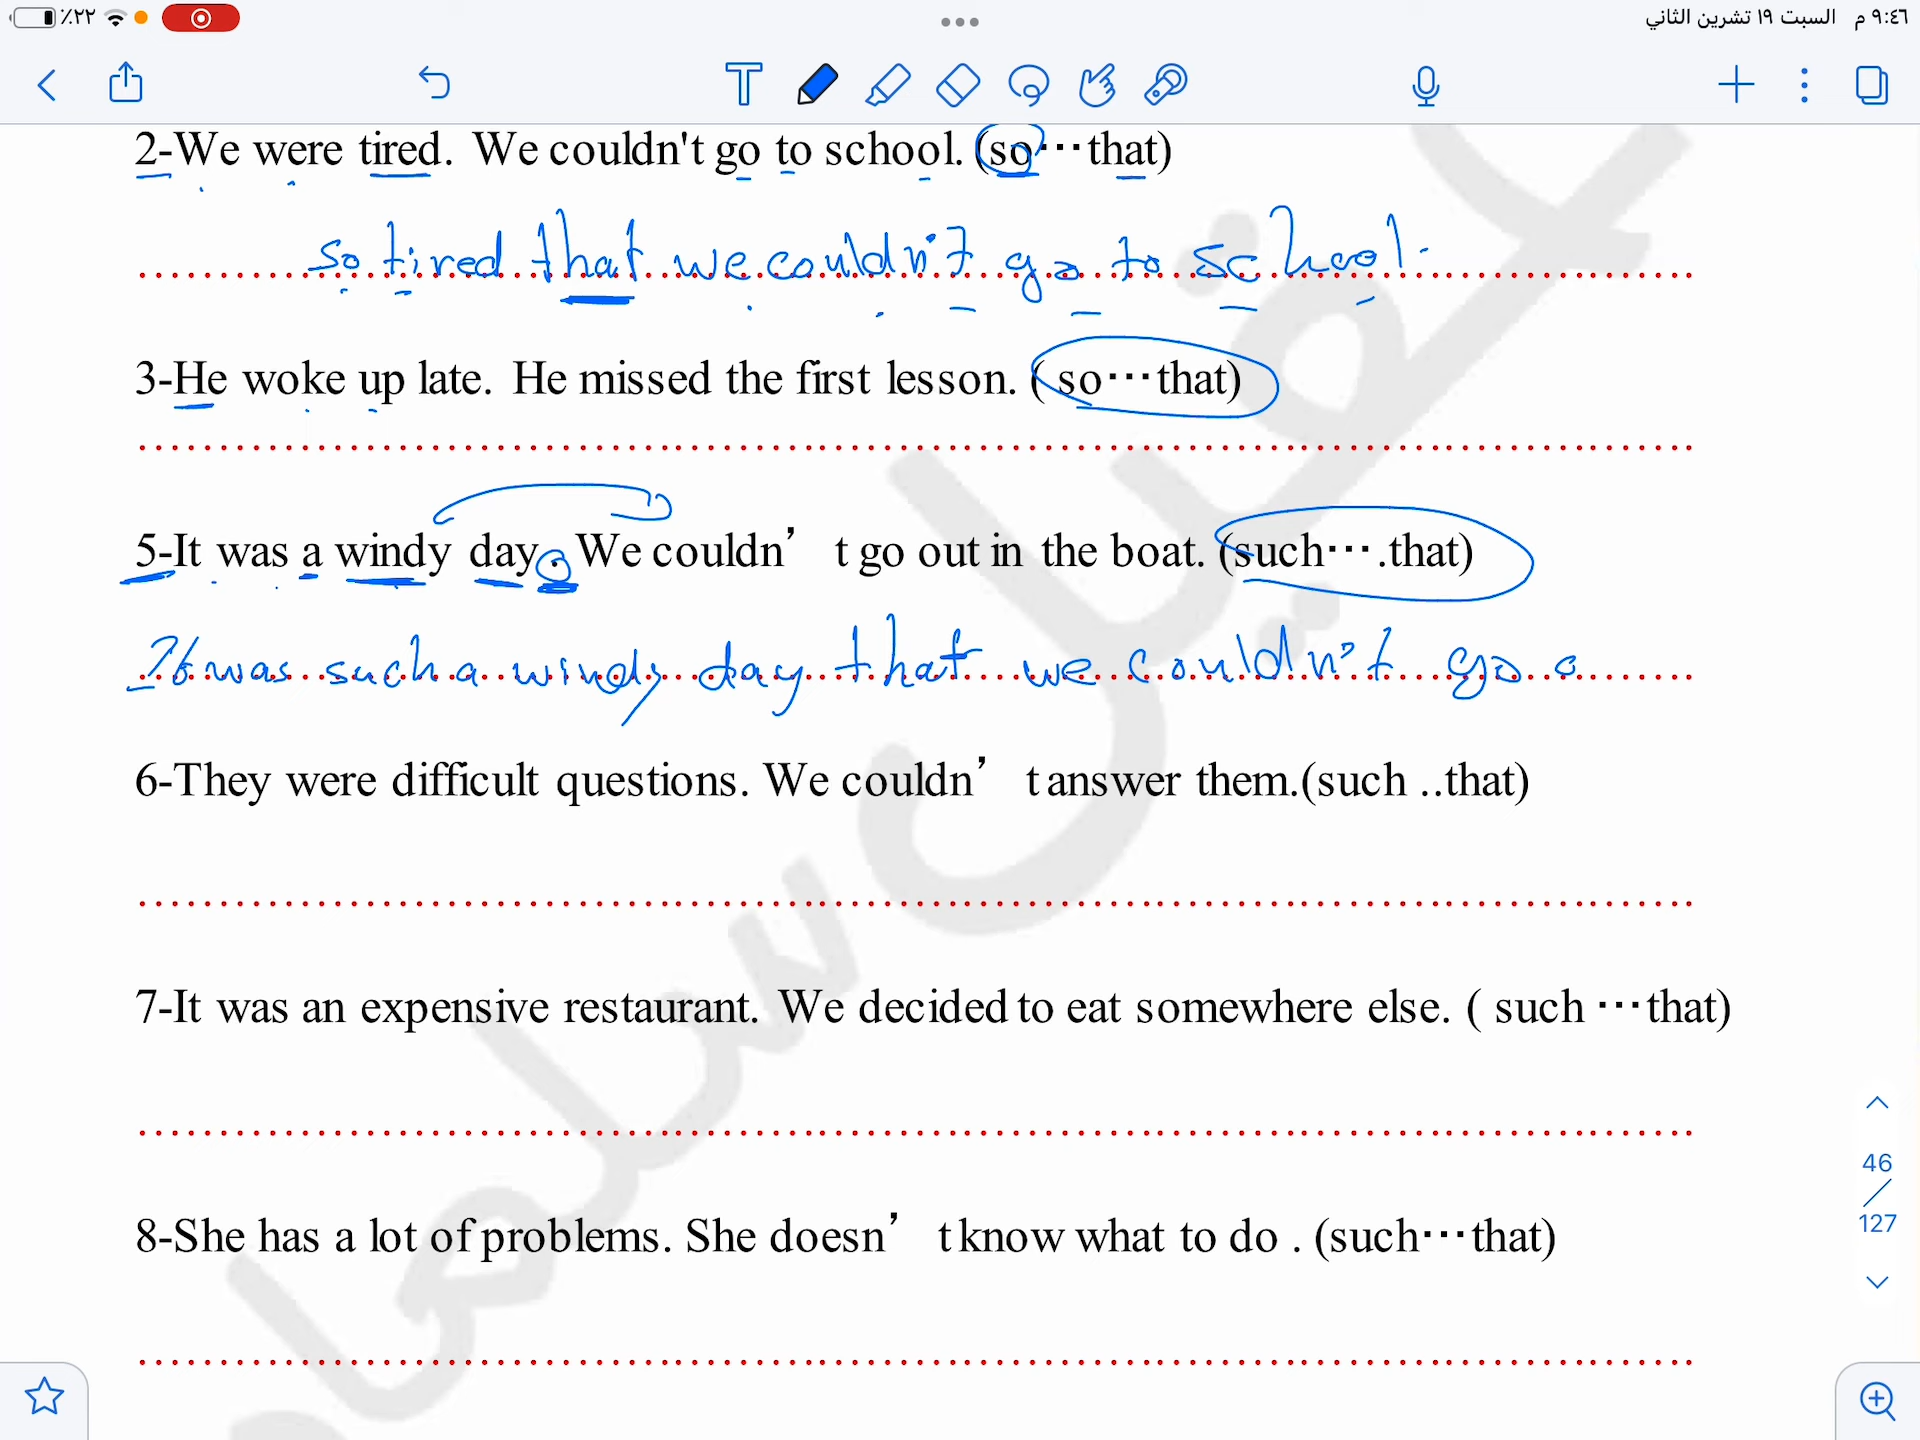 ٪٢٢
٩:٤٦ م السبت ١٩ تشرين الثاني
2-We were tired. We couldn't go to school. (so⋯that)
so tired that we couldn't go to school.
3-He woke up late. He missed the first lesson. ( so⋯that)
5-It was a windy day. We couldn’ t go out in the boat. (such⋯.that)
It was such a windy day that we couldn't go o
6-They were difficult questions. We couldn’ t answer them.(such ..that)
7-It was an expensive restaurant. We decided to eat somewhere else. ( such ⋯that)
46
/
127
8-She has a lot of problems. She doesn’ t know what to do . (such⋯that)